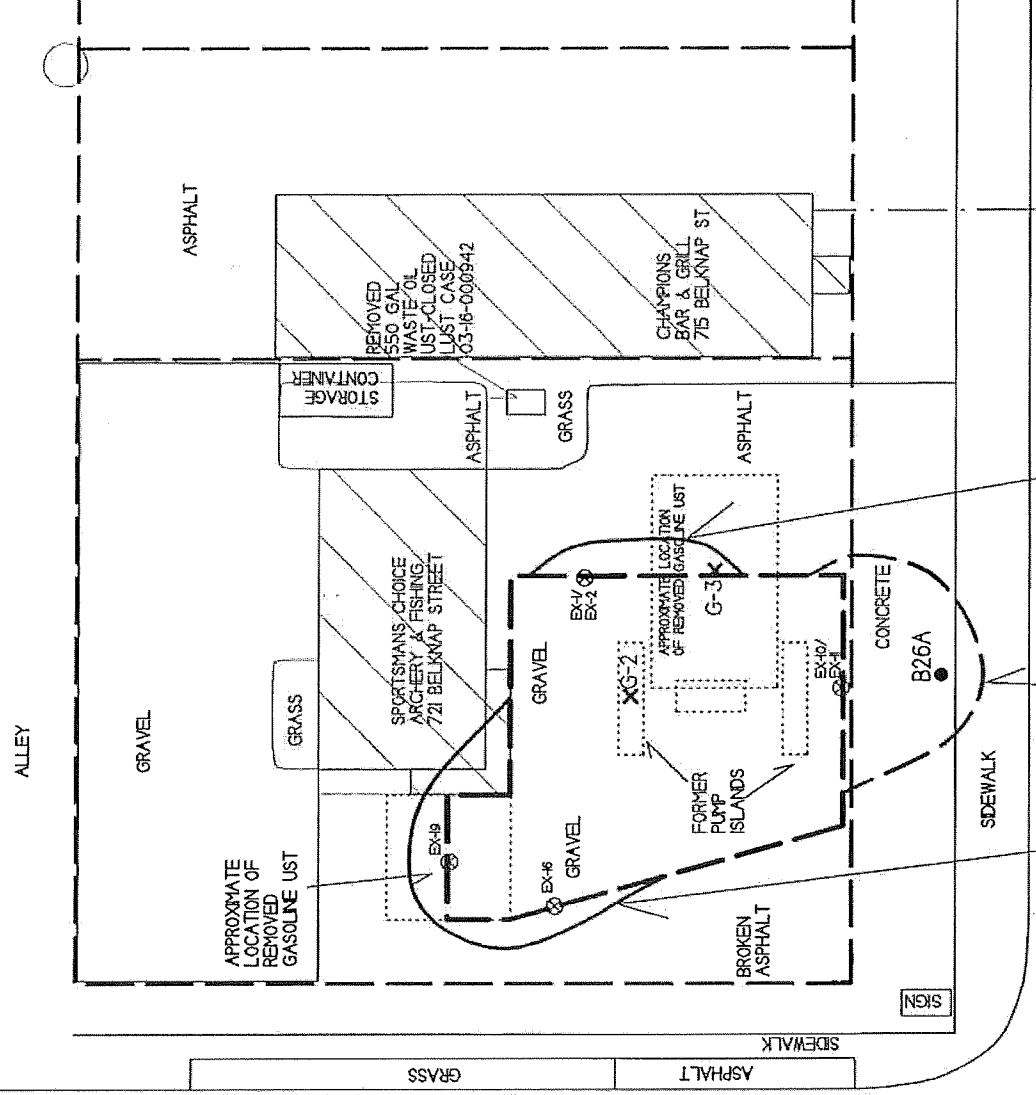 ALLEY
GRAVEL
ASPHALT
GRASS
STORAGE
CONTAINER
REMOVED
550 GAL
WASTE OIL
UST-CLOSED
LUST CASE
03-16-000942
CHAMPIONS
BAR & GRILL
715 BELKNAP ST
SPORTSMANS CHOICE
ARCHERY & FISHING
721 BELKNAP STREET
ASPHALT
GRASS
ASPHALT
APPROXIMATE
LOCATION OF
REMOVED
GASOLINE UST
EX-19
EX-16
GRAVEL
GRAVEL
EX-1/
EX-2
APPROXIMATE LOCATION
OF REMOVED GASOLINE UST
G-3
G-2
FORMER
PUMP
ISLANDS
EX-10/
EX-11
CONCRETE
B26A
BROKEN
ASPHALT
SIDEWALK
SIGN
SIDEWALK
GRASS
ASPHALT